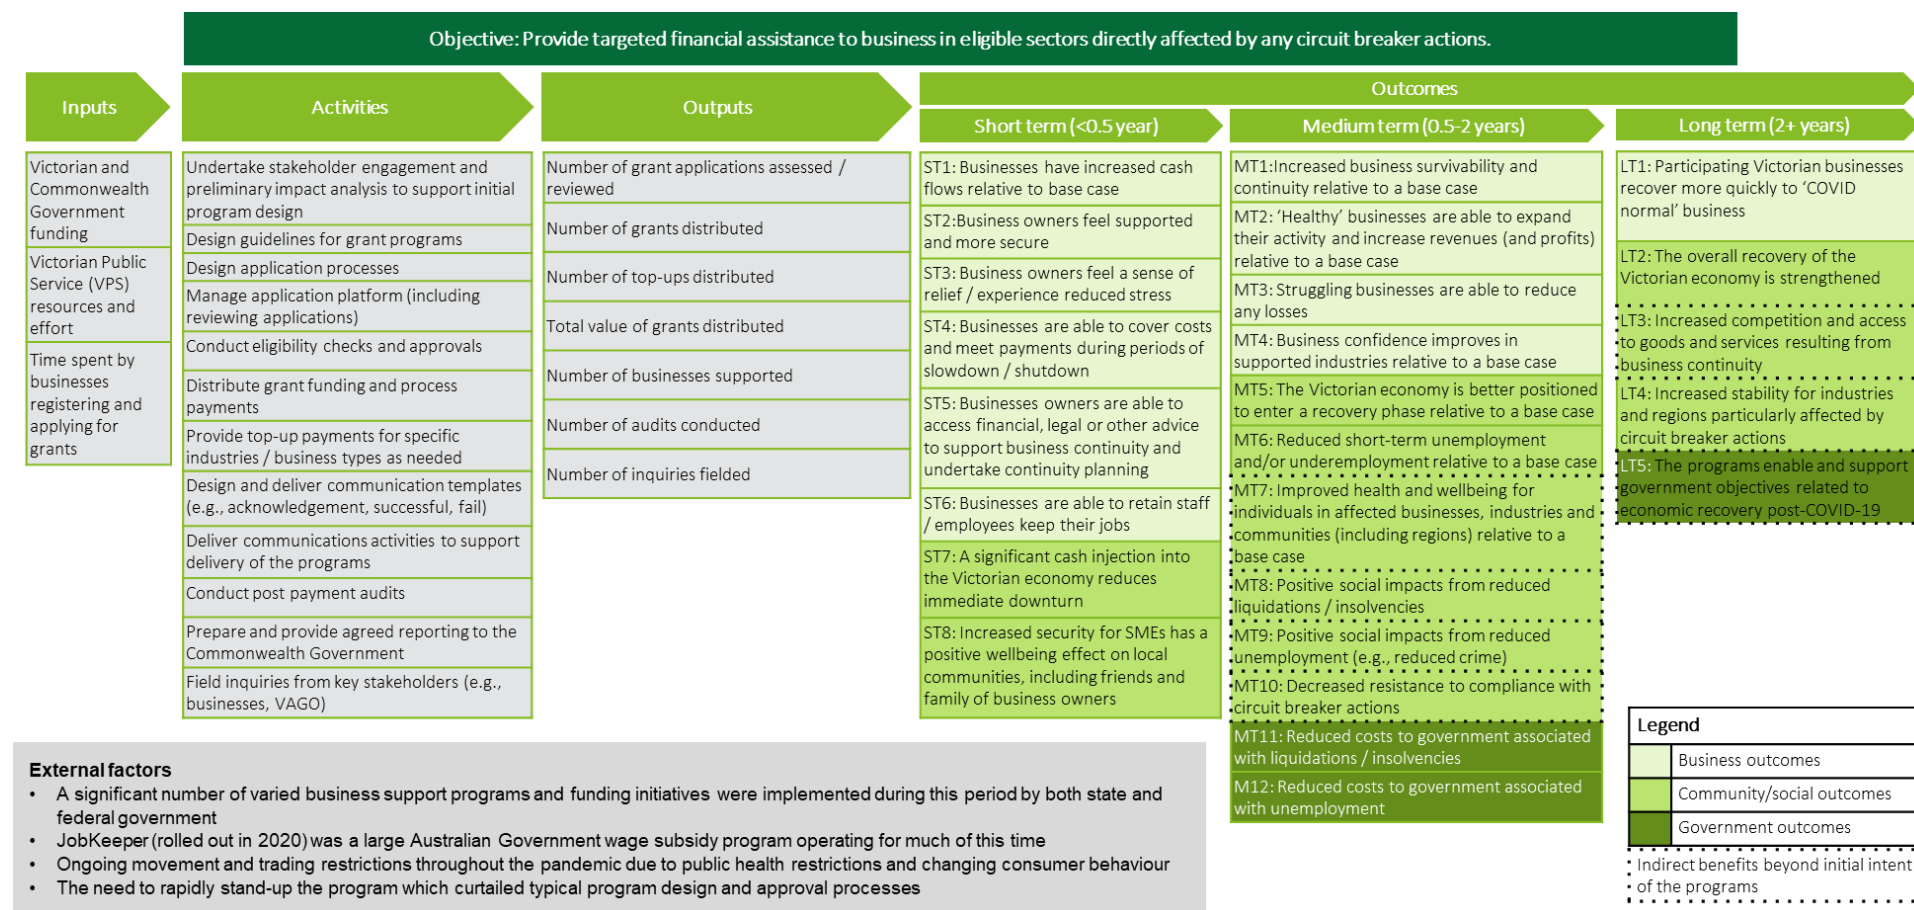 Objective: Provide targeted financial assistance to business in eligible sectors directly affected by any circuit breaker actions.
Inputs
Activities
Outputs
Outcomes
Short term (<0.5 year)
Medium term (0.5-2 years)
Long term (2+ years)
Victorian and
Commonwealth
Government
funding
Victorian Public
Service (VPS)
resources and
effort
Time spent by
businesses
registering and
applying for
grants
Undertake stakeholder engagement and
preliminary impact analysis to support initial
program design
Design guidelines for grant programs
Design application processes
Manage application platform (including
reviewing applications)
Conduct eligibility checks and approvals
Distribute grant funding and process
payments
Provide top-up payments for specific
industries / business types as needed
Design and deliver communication templates
(e.g., acknowledgement, successful, fail)
Deliver communications activities to support
delivery of the programs
Conduct post payment audits
Prepare and provide agreed reporting to the
Commonwealth Government
Field inquiries from key stakeholders (e.g.,
businesses, VAGO)
Number of grant applications assessed /
reviewed
Number of grants distributed
Number of top-ups distributed
Total value of grants distributed
Number of businesses supported
Number of audits conducted
Number of inquiries fielded
ST1: Businesses have increased cash
flows relative to base case
ST2:Business owners feel supported
and more secure
ST3: Business owners feel a sense of
relief / experience reduced stress
ST4: Businesses are able to cover costs
and meet payments during periods of
slowdown / shutdown
ST5: Businesses owners are able to
access financial, legal or other advice
to support business continuity and
undertake continuity planning
ST6: Businesses are able to retain staff
/ employees keep their jobs
ST7: A significant cash injection into
the Victorian economy reduces
immediate downturn
ST8: Increased security for SMEs has a
positive wellbeing effect on local
communities, including friends and
family of business owners
MT1:Increased business survivability and
continuity relative to a base case
MT2: ‘Healthy’ businesses are able to expand
their activity and increase revenues (and profits)
relative to a base case
MT3: Struggling businesses are able to reduce
any losses
MT4: Business confidence improves in
supported industries relative to a base case
MT5: The Victorian economy is better positioned
to enter a recovery phase relative to a base case
MT6: Reduced short-term unemployment
and/or underemployment relative to a base case
MT7: Improved health and wellbeing for
individuals in affected businesses, industries and
communities (including regions) relative to a
base case
MT8: Positive social impacts from reduced
liquidations / insolvencies
MT9: Positive social impacts from reduced
unemployment (e.g., reduced crime)
MT10: Decreased resistance to compliance with
circuit breaker actions
MT11: Reduced costs to government associated
with liquidations / insolvencies
M12: Reduced costs to government associated
with unemployment
LT1: Participating Victorian businesses
recover more quickly to ‘COVID
normal’ business
LT2: The overall recovery of the
Victorian economy is strengthened
LT3: Increased competition and access
to goods and services resulting from
business continuity
LT4: Increased stability for industries
and regions particularly affected by
circuit breaker actions
LT5: The programs enable and support
government objectives related to
economic recovery post-COVID-19
External factors
• A significant number of varied business support programs and funding initiatives were implemented during this period by both state and
federal government
• JobKeeper (rolled out in 2020) was a large Australian Government wage subsidy program operating for much of this time
• Ongoing movement and trading restrictions throughout the pandemic due to public health restrictions and changing consumer behaviour
• The need to rapidly stand-up the program which curtailed typical program design and approval processes
Legend
Business outcomes
Community/social outcomes
Government outcomes
Indirect benefits beyond initial intent
of the programs